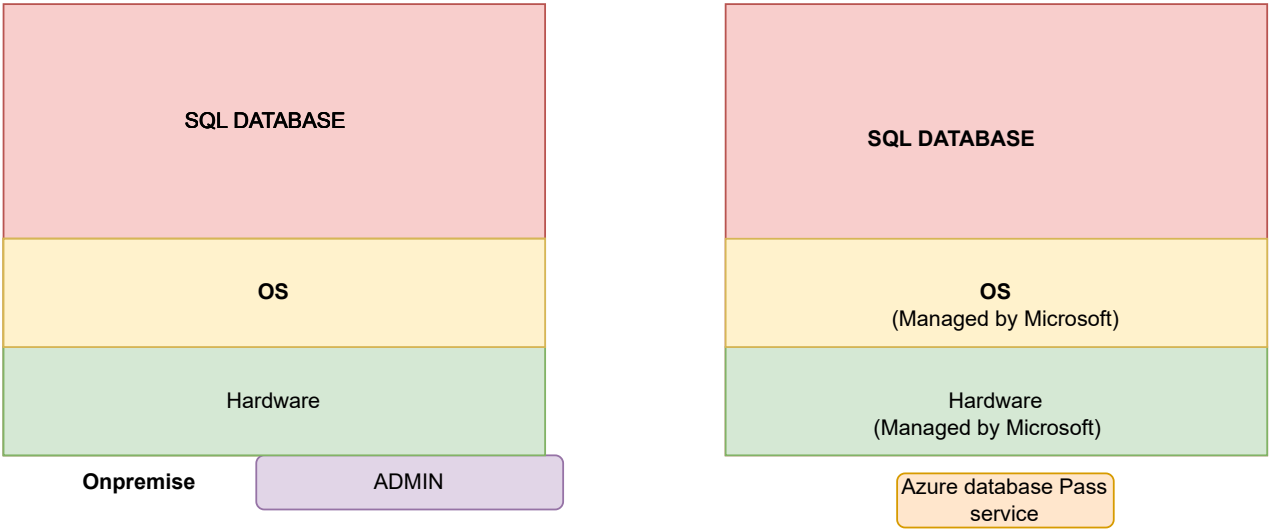 SQL DATABASE
OS
Hardware
Onpremise
ADMIN
SQL DATABASE
OS
(Managed by Microsoft)
Hardware
(Managed by Microsoft)
Azure database Pass
service